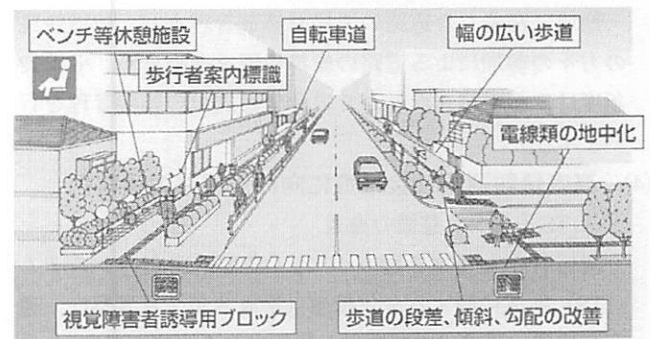 ベンチ等休憩施設
自転車道
幅の広い歩道
歩行者案内標識
電線類の地中化
視覚障害者誘導用ブロック
歩道の段差、傾斜、勾配の改善